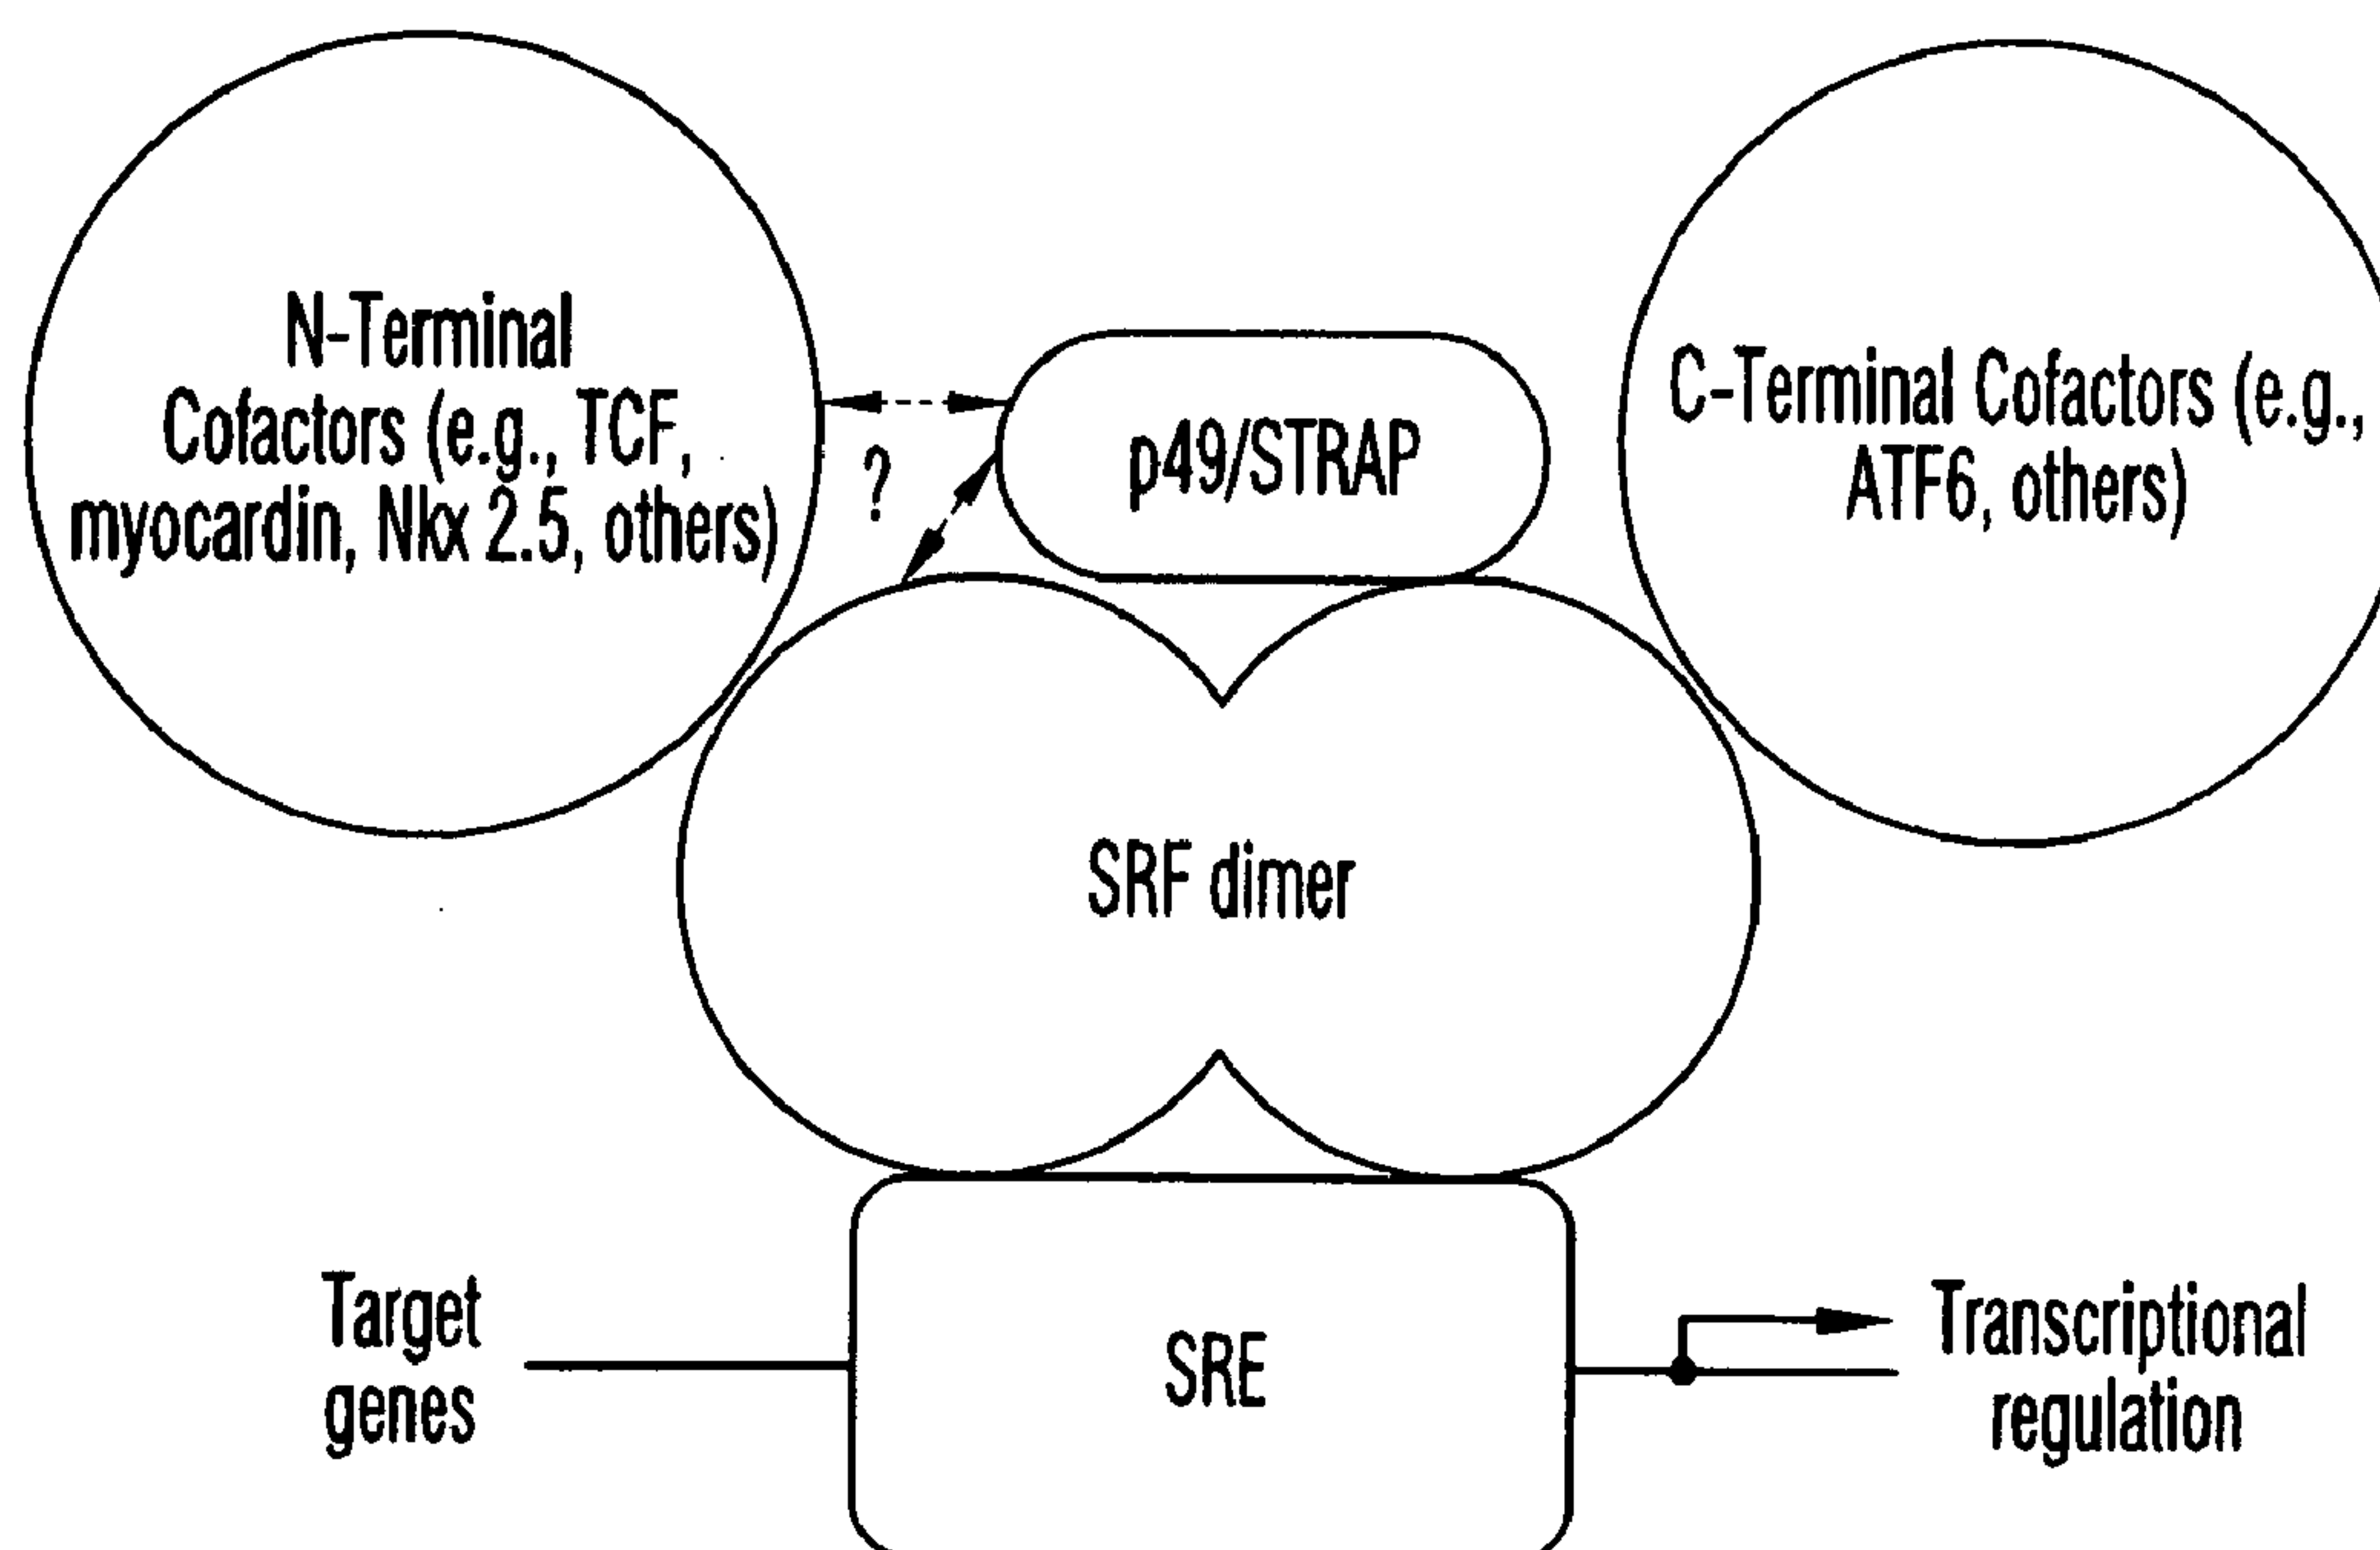 N-Terminal
Cofactors (e.g., TCF,
myocardin, Nkx 2.5, others)
?
p49/STRAP
C-Terminal Cofactors (e.g.,
ATF6, others)
SRF dimer
Target
genes
SRE
Transcriptional
regulation